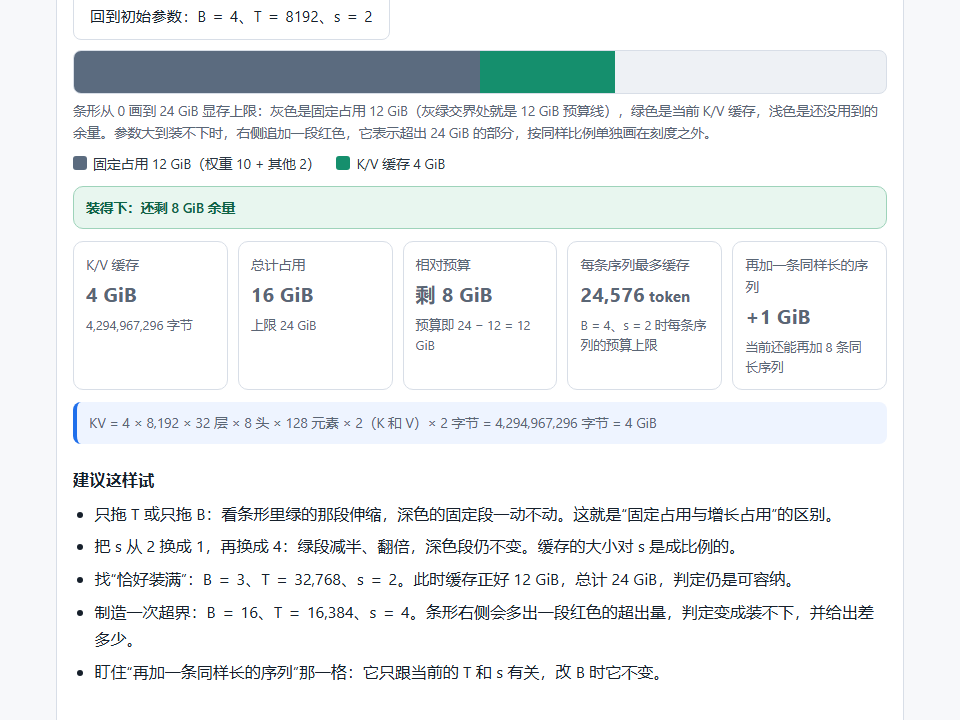 回到初始参数：B = 4、T = 8192、s = 2
条形从 0 画到 24 GiB 显存上限：灰色是固定占用 12 GiB（灰绿交界处就是 12 GiB 预算线），绿色是当前 K/V 缓存，浅色是还没用到的
余量。参数大到装不下时，右侧追加一段红色，它表示超出 24 GiB 的部分，按同样比例单独画在刻度之外。
固定占用 12 GiB（权重 10 + 其他 2） K/V 缓存 4 GiB
装得下：还剩 8 GiB 余量
K/V 缓存
4 GiB
4,294,967,296 字节
总计占用
16 GiB
上限 24 GiB
相对预算
剩 8 GiB
预算即 24 − 12 = 12
GiB
每条序列最多缓存
24,576 token
B = 4、s = 2 时每条序
列的预算上限
再加一条同样长的序
列
+1 GiB
当前还能再加 8 条同
长序列
KV = 4 × 8,192 × 32 层 × 8 头 × 128 元素 × 2（K 和 V）× 2 字节 = 4,294,967,296 字节 = 4 GiB
建议这样试
• 只拖 T 或只拖 B：看条形里绿的那段伸缩，深色的固定段一动不动。这就是“固定占用与增长占用”的区别。
• 把 s 从 2 换成 1，再换成 4：绿段减半、翻倍，深色段仍不变。缓存的大小对 s 是成比例的。
• 找“恰好装满”：B = 3、T = 32,768、s = 2。此时缓存正好 12 GiB，总计 24 GiB，判定仍是可容纳。
• 制造一次超界：B = 16、T = 16,384、s = 4。条形右侧会多出一段红色的超出量，判定变成装不下，并给出差
多少。
• 盯住“再加一条同样长的序列”那一格：它只跟当前的 T 和 s 有关，改 B 时它不变。